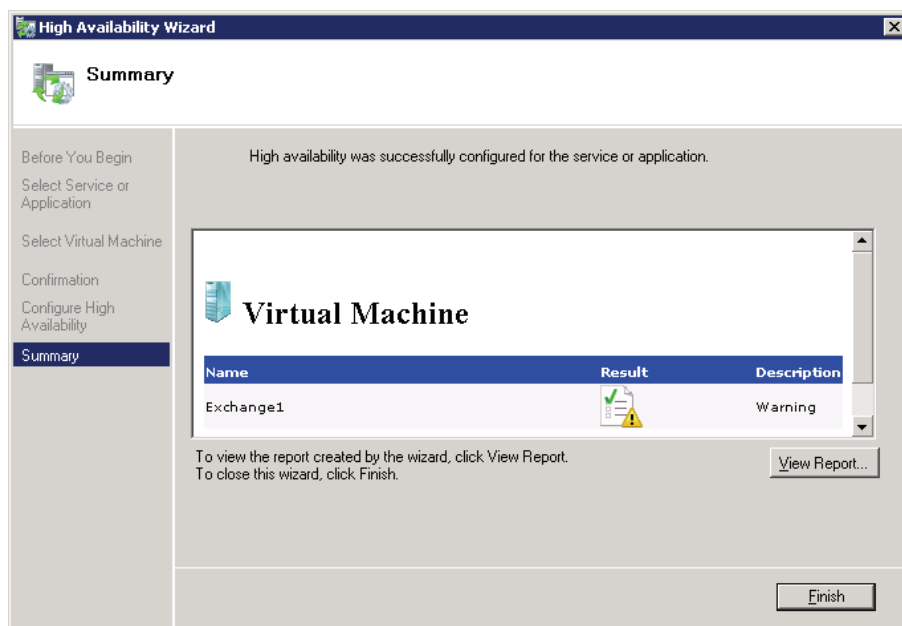 High Availability Wizard
Summary
Before You Begin
Select Service or
Application
Select Virtual Machine
Confirmation
Configure High
Availability
Summary
High availability was successfully configured for the service or application.
Virtual Machine
Name Result Description
Exchange1 Warning
To view the report created by the wizard, click View Report.
To close this wizard, click Finish.
View Report...
Finish